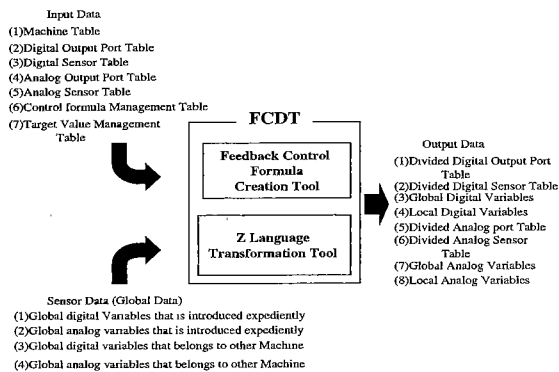 Input Data
(1)Machine Table
(2)Digital Output Port Table
(3)Digital Sensor Table
(4)Analog Output Port Table
(5)Analog Sensor Table
(6)Control formula Management Table
(7)Target Value Management
Table
FCDT
Feedback Control
Formula
Creation Tool
Z Language
Transformation Tool
Output Data
(1)Divided Digital Output Port
Table
(2)Divided Digital Sensor Table
(3)Global Digital Variables
(4)Local Digital Variables
(5)Divided Analog port Table
(6)Divided Analog Sensor
Table
(7)Global Analog Variables
(8)Local Analog Variables
Sensor Data (Global Data)
(1)Global digital Variables that is introduced expediently
(2)Global analog variables that is introduced expediently
(3)Global digital variables that belongs to other Machine
(4)Global analog variables that belongs to other Machine